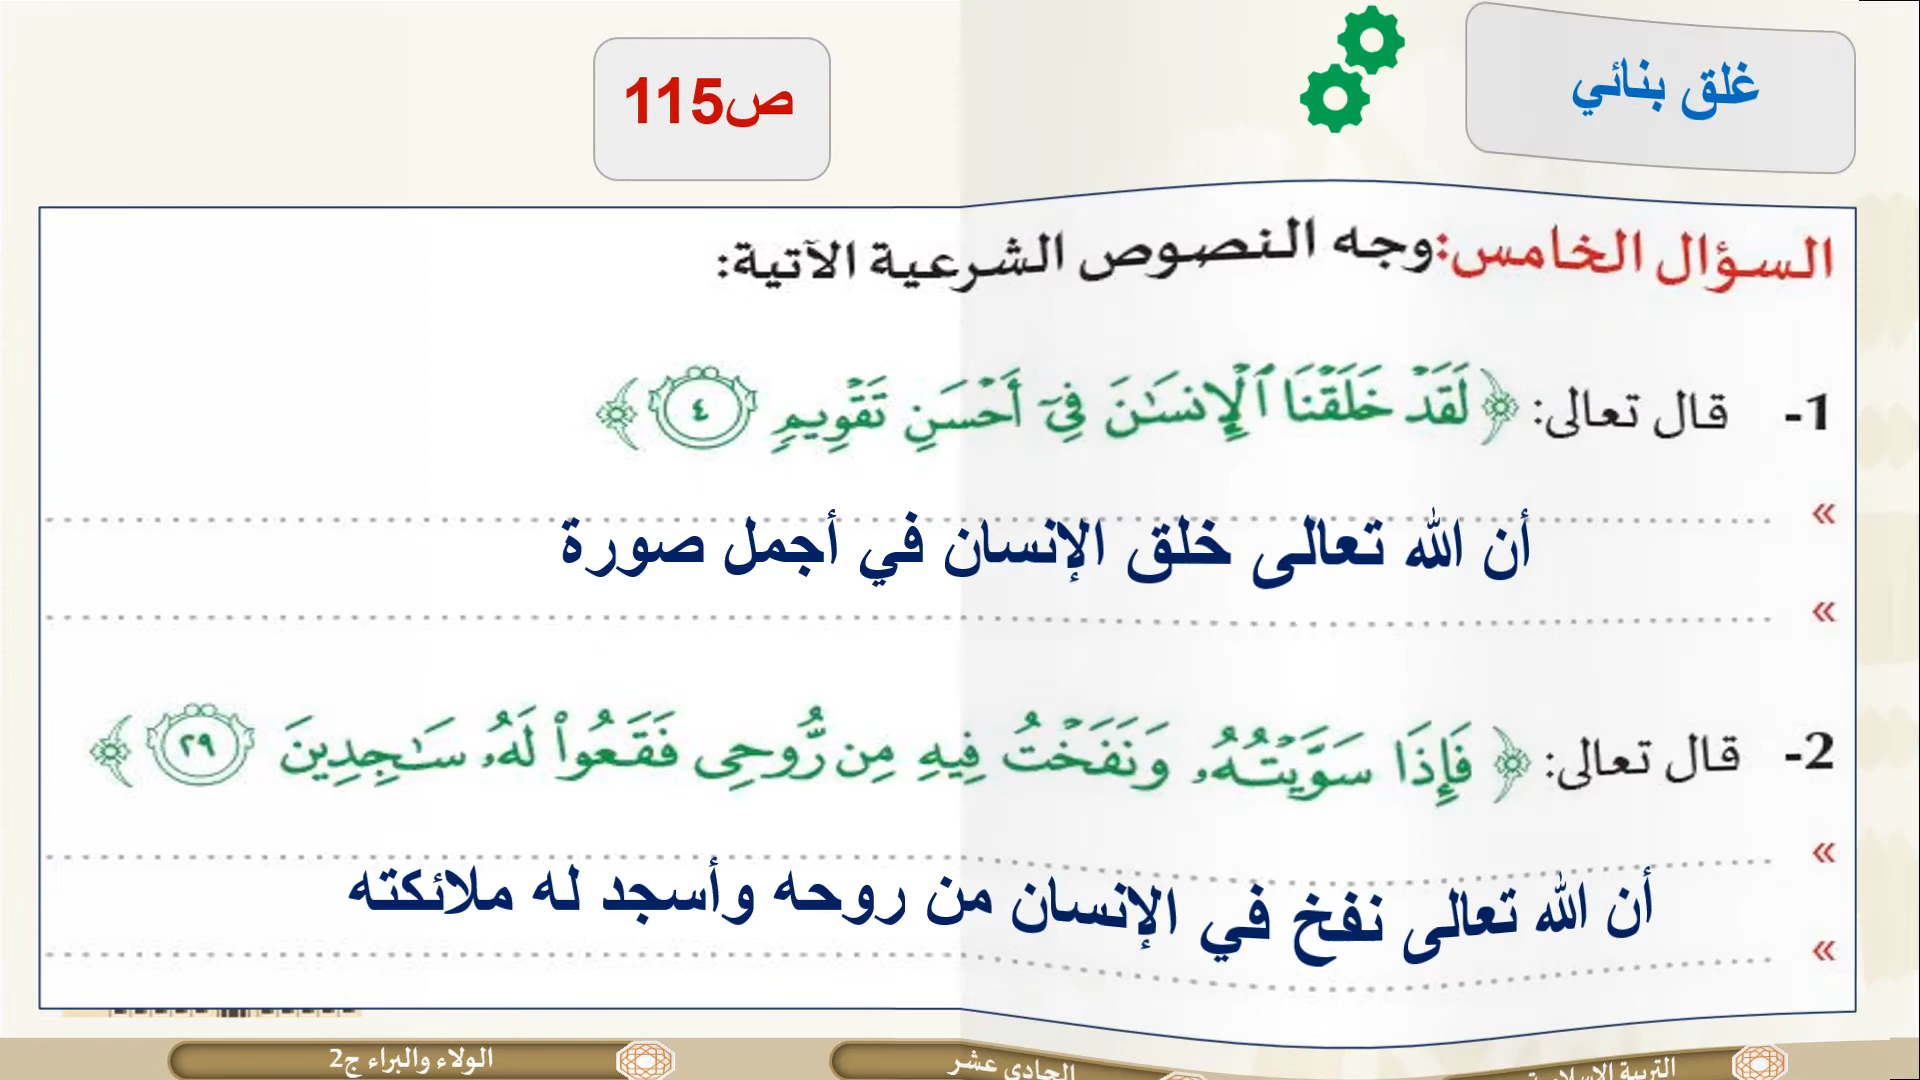 غلق بنائي
ص115
السؤال الخامس:وجه النصوص الشرعية الآتية:
1- قال تعالى: ﴿ لَقَدْ خَلَقْنَا ٱلْإِنسَٰنَ فِىٓ أَحْسَنِ تَقْوِيمٍ ٤ ﴾
»
أن الله تعالى خلق الإنسان في أجمل صورة
»
2- قال تعالى: ﴿ فَإِذَا سَوَّيْتُهُۥ وَنَفَخْتُ فِيهِ مِن رُّوحِى فَقَعُوا۟ لَهُۥ سَٰجِدِينَ ٢٩ ﴾
»
أن الله تعالى نفخ في الإنسان من روحه وأسجد له ملائكته
»
التربية الإسلامية الحادي عشر الولاء والبراء ج2